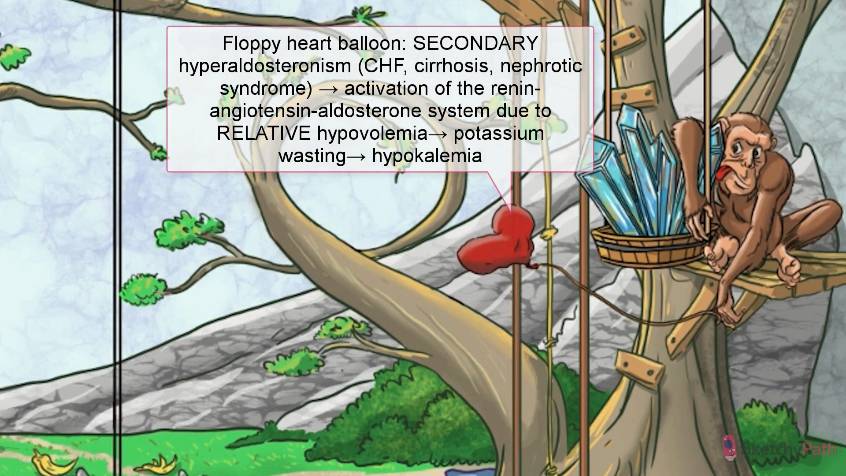 Floppy heart balloon: SECONDARY
hyperaldosteronism (CHF, cirrhosis, nephrotic
syndrome) → activation of the renin-
angiotensin-aldosterone system due to
RELATIVE hypovolemia→ potassium
wasting→ hypokalemia
SketchyPath